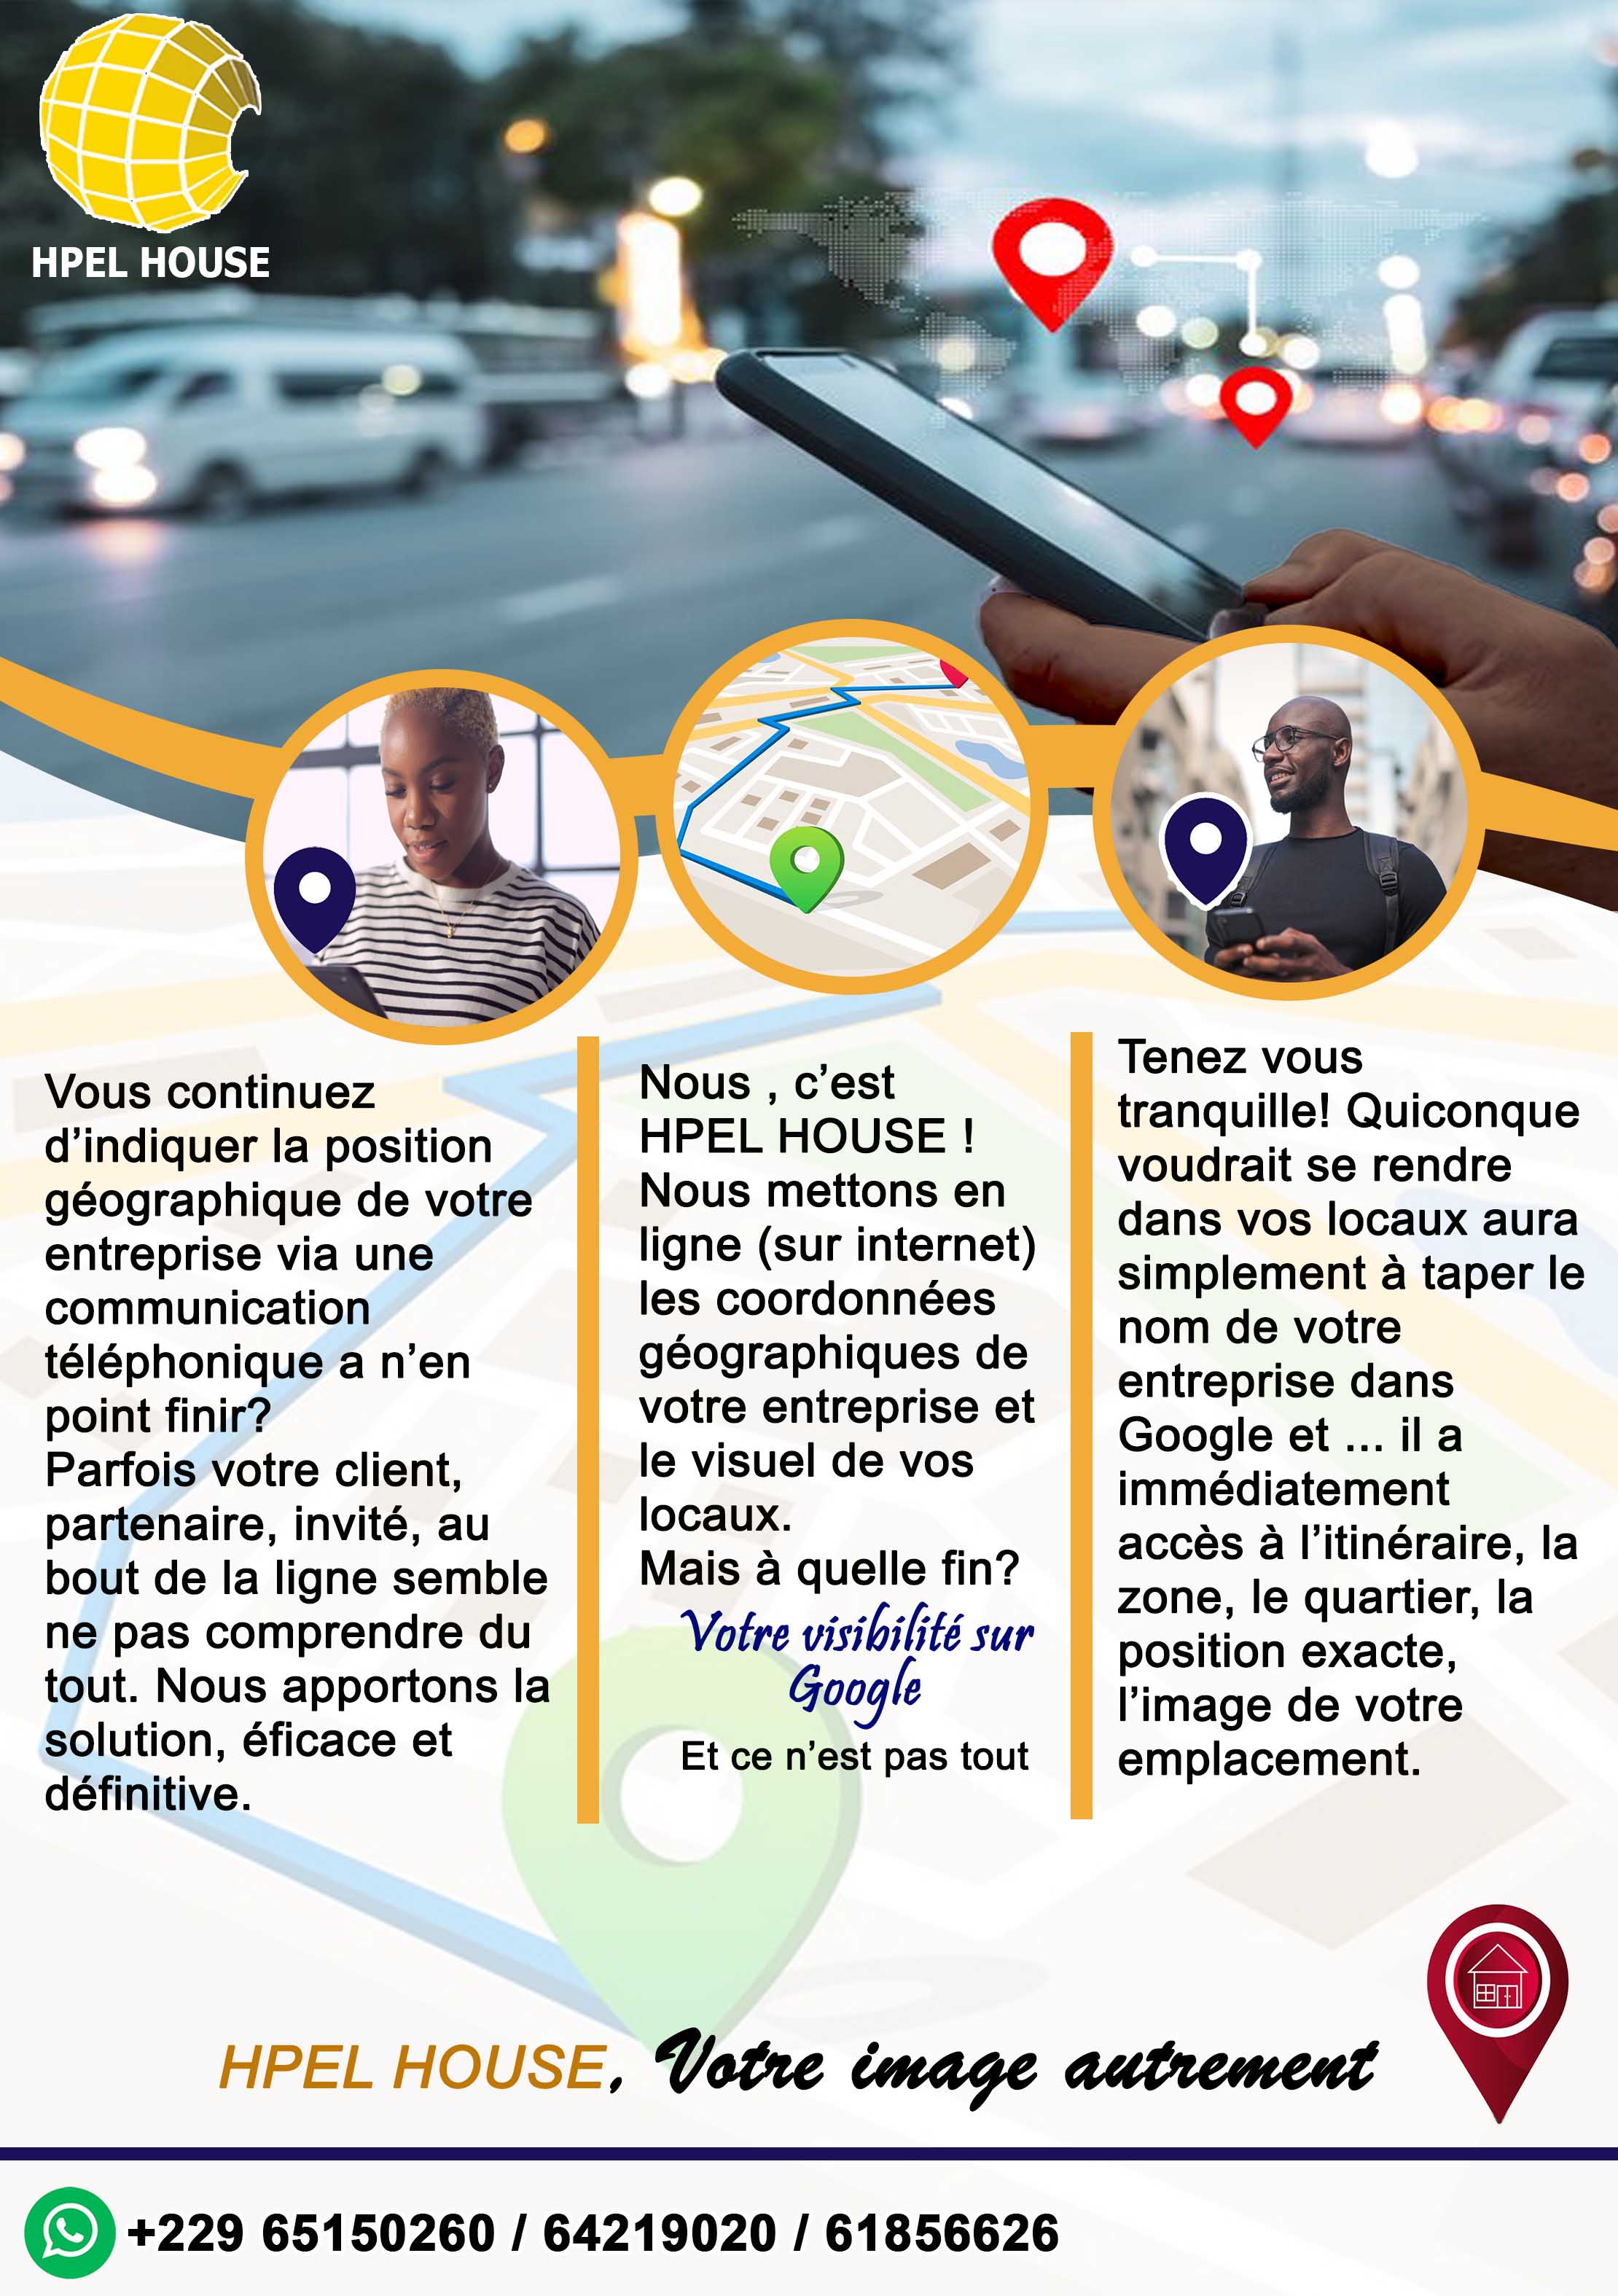 HPEL HOUSE
Vous continuez
d’indiquer la position
géographique de votre
entreprise via une
communication
téléphonique a n’en
point finir?
Parfois votre client,
partenaire, invité, au
bout de la ligne semble
ne pas comprendre du
tout. Nous apportons la
solution, éficace et
définitive.
Nous , c’est
HPEL HOUSE !
Nous mettons en
ligne (sur internet)
les coordonnées
géographiques de
votre entreprise et
le visuel de vos
locaux.
Mais à quelle fin?
Votre visibilité sur
Google
Et ce n’est pas tout
Tenez vous
tranquille! Quiconque
voudrait se rendre
dans vos locaux aura
simplement à taper le
nom de votre
entreprise dans
Google et ... il a
immédiatement
accès à l’itinéraire, la
zone, le quartier, la
position exacte,
l’image de votre
emplacement.
HPEL HOUSE, Votre image autrement
+229 65150260 / 64219020 / 61856626